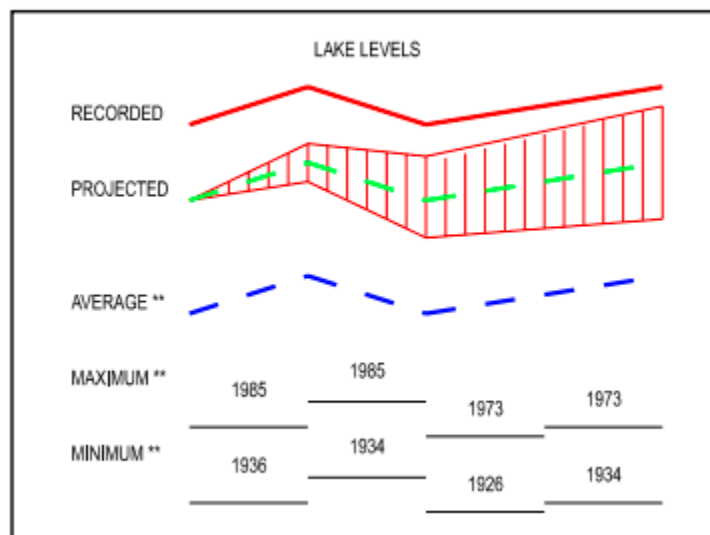 LAKE LEVELS
RECORDED
PROJECTED
AVERAGE **
MAXIMUM **
1985 1985 1973 1973
MINIMUM **
1936 1934 1926 1934